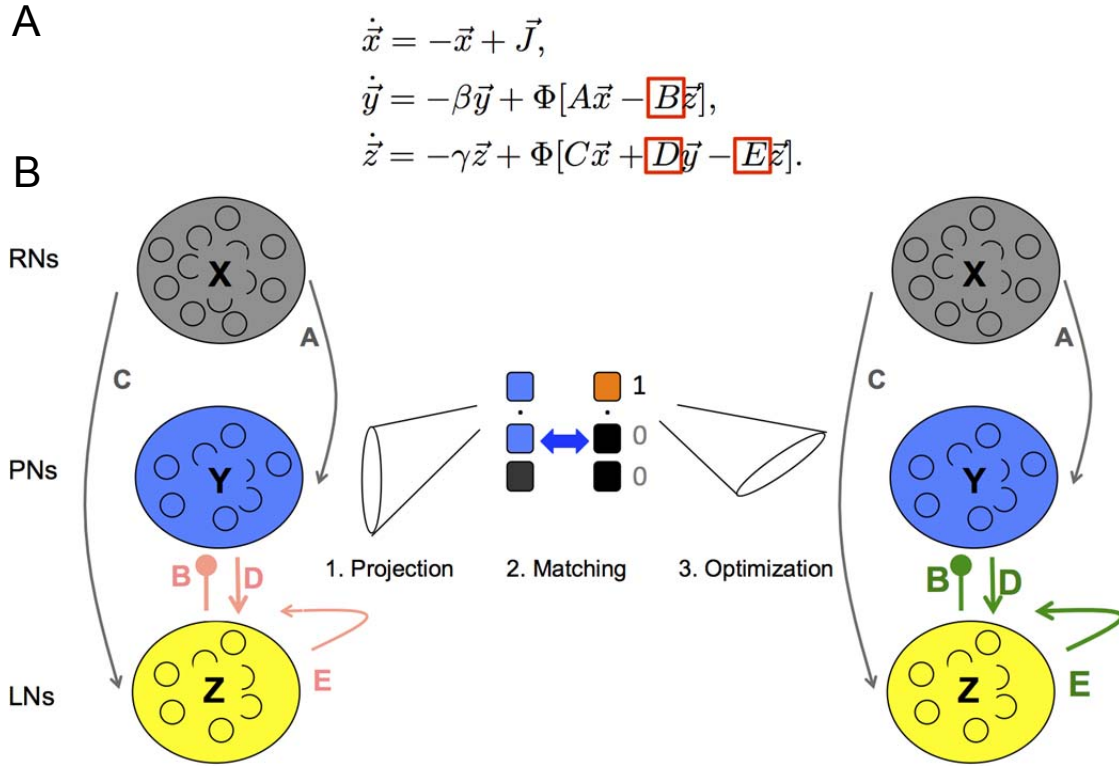 A
ẋ⃗ = −x⃗ + J⃗,
ẏ⃗ = −βy⃗ + Φ[Ax⃗ − Bz⃗],
ż⃗ = −γz⃗ + Φ[Cx⃗ + Dy⃗ − Ez⃗].
B
RNs
X
A
C
PNs
Y
B
D
E
LNs
Z
1
0
0
1. Projection
2. Matching
3. Optimization
X
A
C
Y
B
D
E
Z